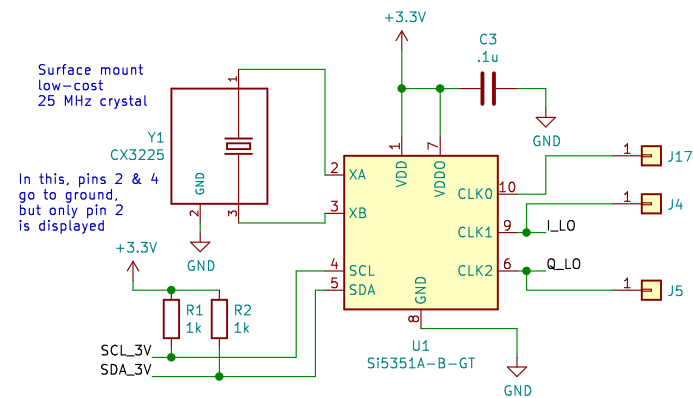 +3.3V
C3
.1u
GND
Surface mount
low-cost
25 MHz crystal
1
Y1
CX3225
GND
2
3
GND
In this, pins 2 & 4
go to ground,
but only pin 2
is displayed
1
7
VDD
VDDO
2
XA
3
XB
4
SCL
5
SDA
CLK0
10
CLK1
9
CLK2
6
GND
8
U1
Si5351A-B-GT
GND
1
J17
1
J4
I_LO
Q_LO
1
J5
+3.3V
R1
1k
R2
1k
SCL_3V
SDA_3V